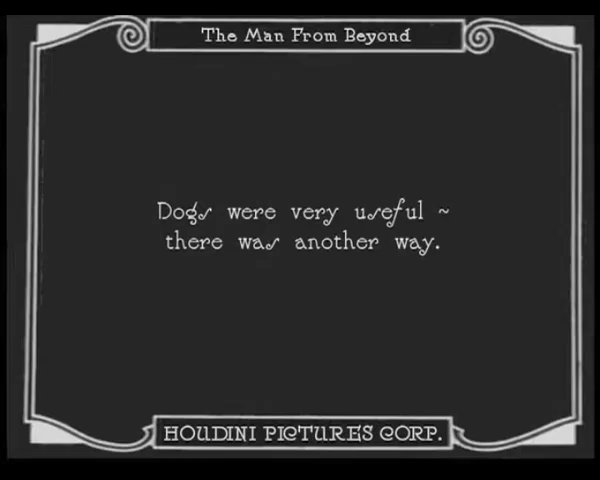 The Man From Beyond
Dogs were very useful ~
there was another way.
HOUDINI PICTURES CORP.